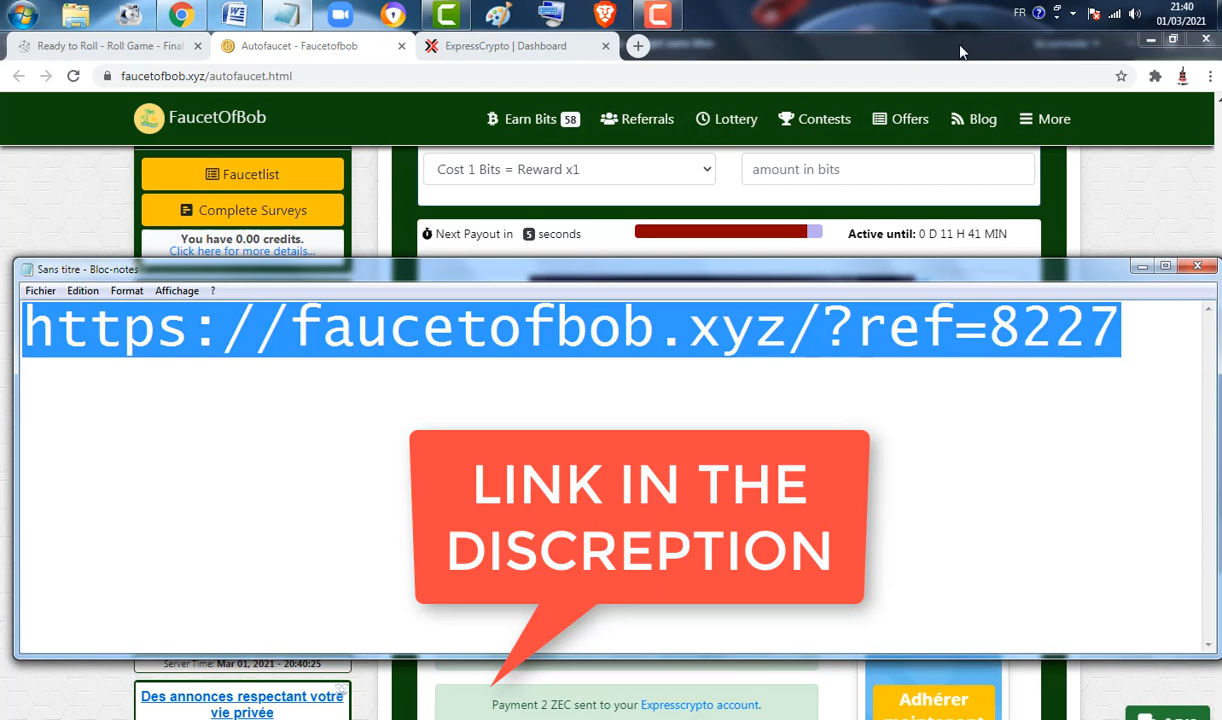 FR
21:40
01/03/2021
Ready to Roll - Roll Game - Final
Autofaucet - Faucetofbob
ExpressCrypto | Dashboard
faucetofbob.xyz/autofaucet.html
FaucetOfBob
Earn Bits 58
Referrals
Lottery
Contests
Offers
Blog
More
Faucetlist
Complete Surveys
You have 0.00 credits.
Click here for more details...
Cost 1 Bits = Reward x1
amount in bits
Next Payout in 5 seconds
Active until: 0 D 11 H 41 MIN
Sans titre - Bloc-notes
Fichier Edition Format Affichage ?
https://faucetofbob.xyz/?ref=8227
LINK IN THE
DISCREPTION
Server Time: Mar 01, 2021 - 20:40:25
Des annonces respectant votre
vie privée
Payment 2 ZEC sent to your Expresscrypto account.
Adhérer
maintenant